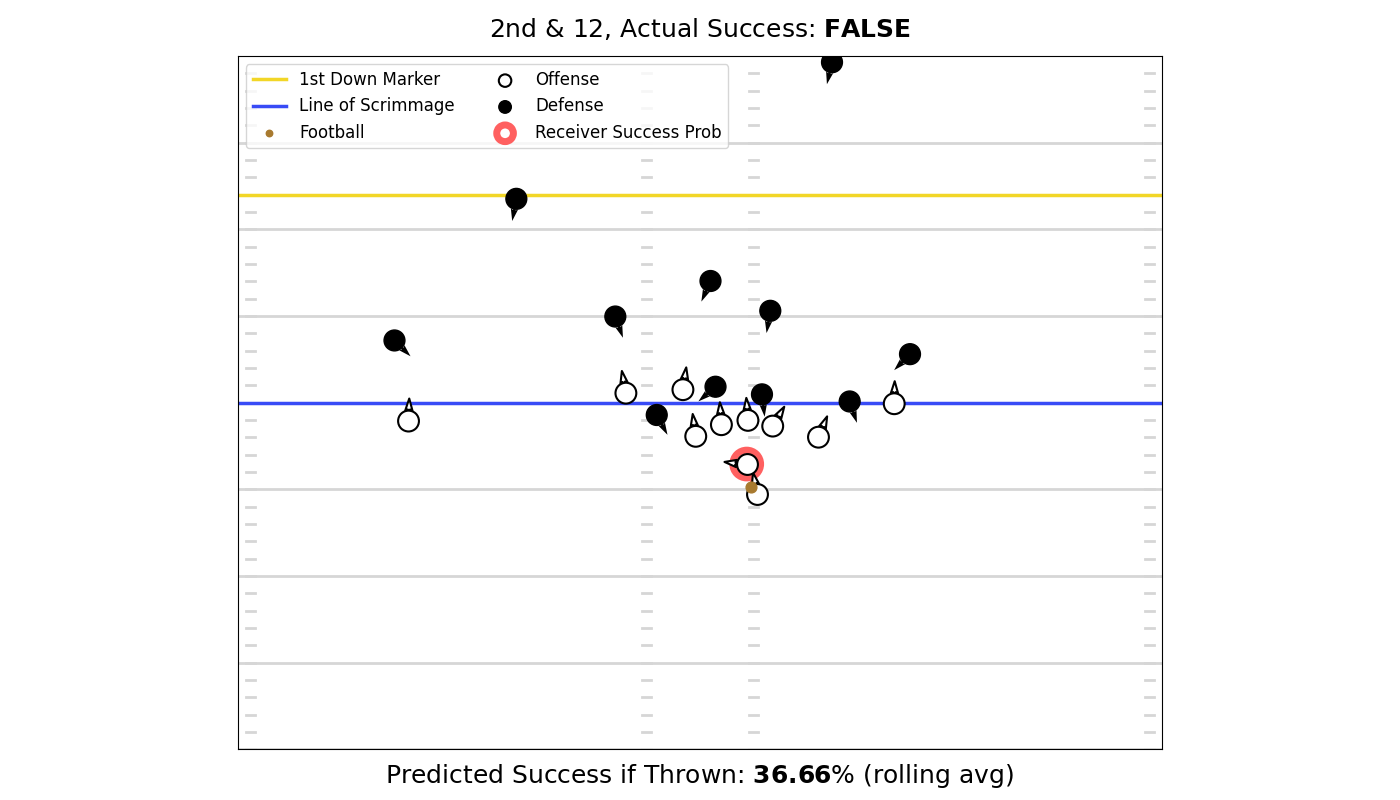 2nd & 12, Actual Success: FALSE
1st Down Marker
Line of Scrimmage
Football
Offense
Defense
Receiver Success Prob
Predicted Success if Thrown: 36.66% (rolling avg)